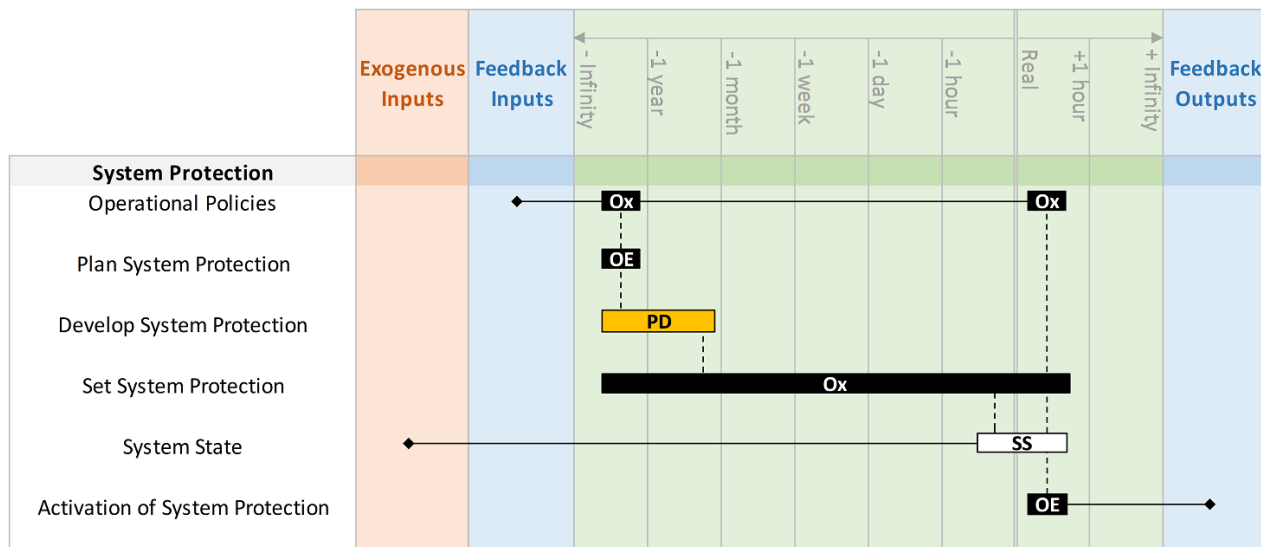 Exogenous
Inputs
Feedback
Inputs
- Infinity
-1 year
-1 month
-1 week
-1 day
-1 hour
Real
+1 hour
+ Infinity
Feedback
Outputs
System Protection
Operational Policies
Ox
Ox
Plan System Protection
OE
Develop System Protection
PD
Set System Protection
Ox
System State
SS
Activation of System Protection
OE